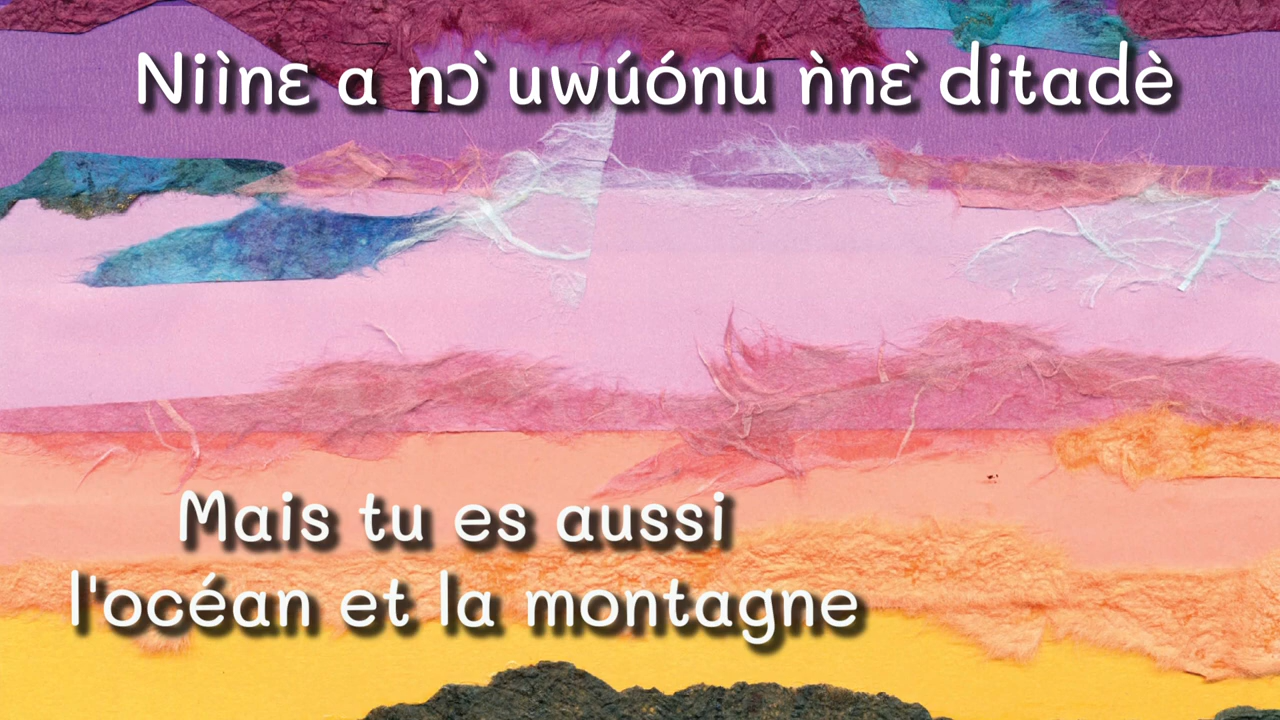 Niìnɛ a nɔ̀ uwúónu ǹnɛ̀ ditadè
Mais tu es aussi
l'océan et la montagne